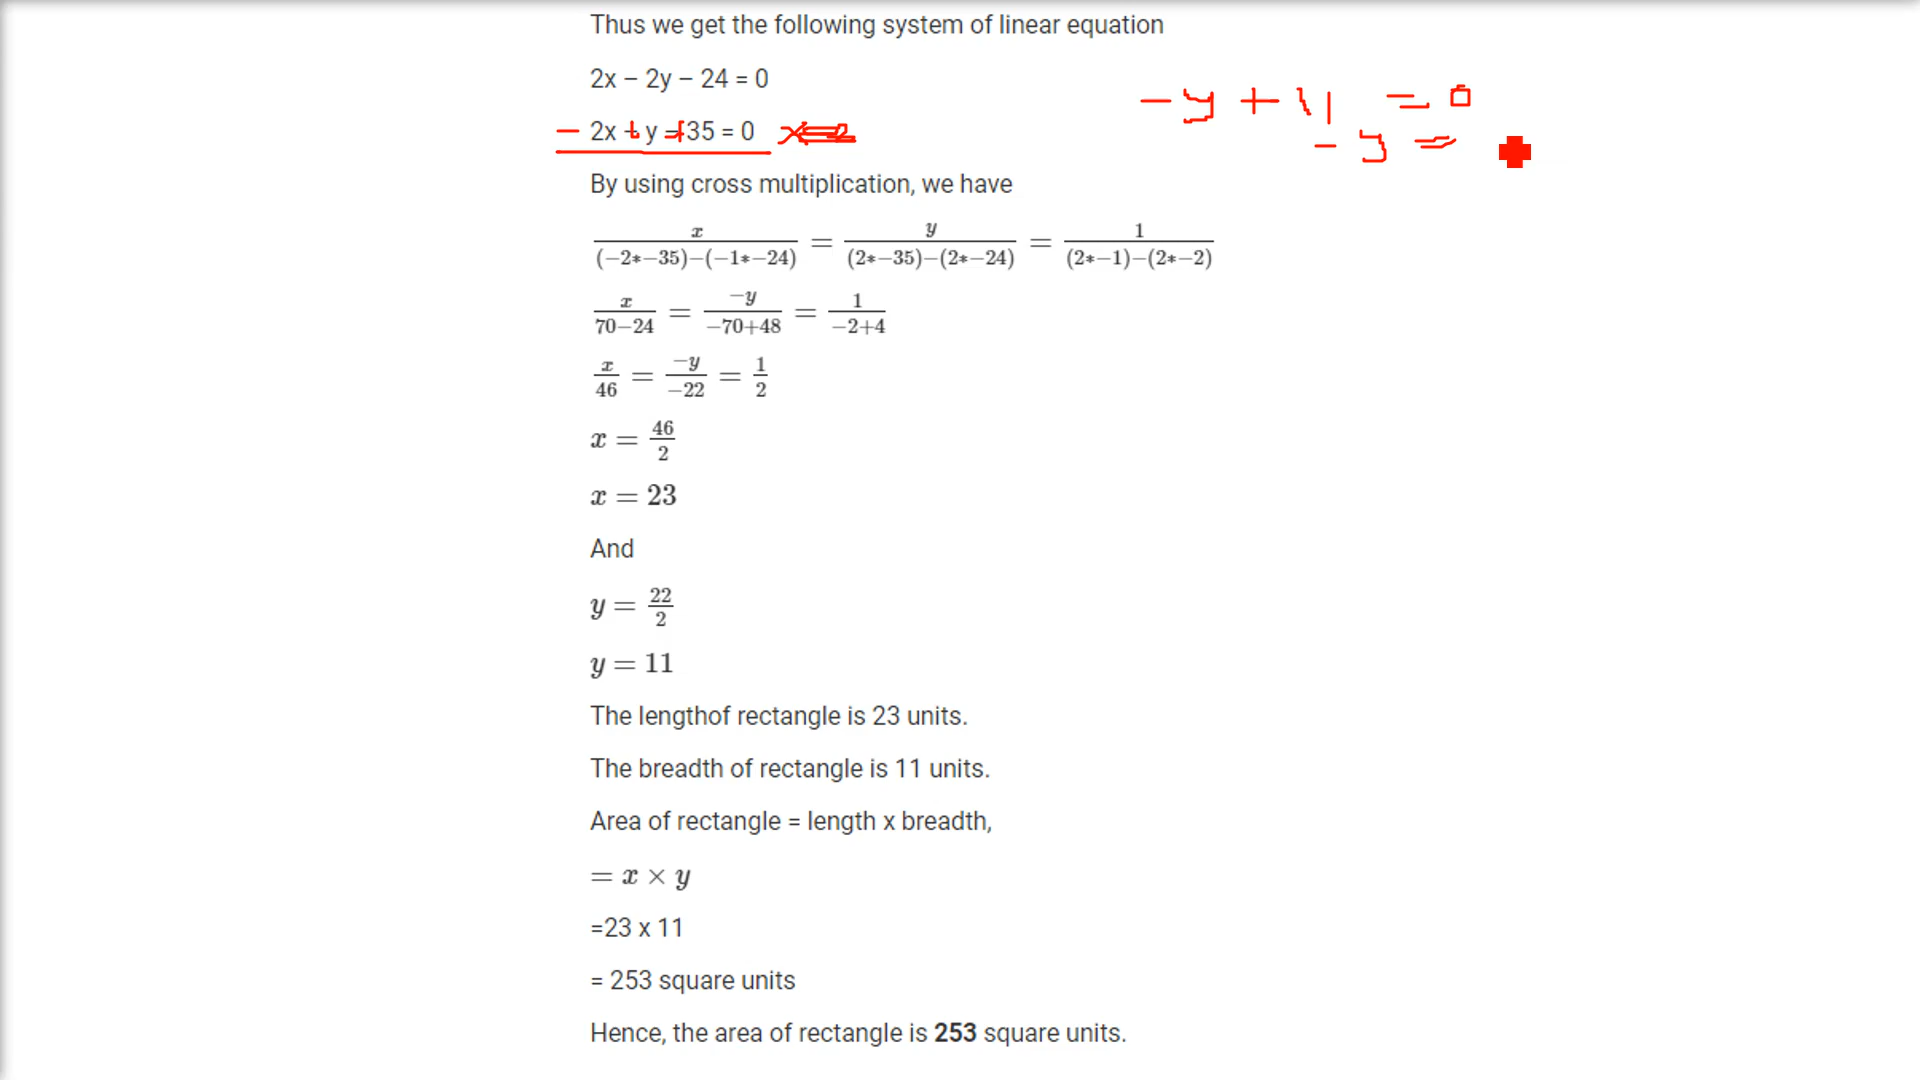 Thus we get the following system of linear equation
2x − 2y − 24 = 0
− y + 11 = 0
− 2x + y + 35 = 0
− y =
By using cross multiplication, we have
x/(−2∗−35)−(−1∗−24) = y/(2∗−35)−(2∗−24) = 1/(2∗−1)−(2∗−2)
x/70−24 = −y/−70+48 = 1/−2+4
x/46 = −y/−22 = 1/2
x = 46/2
x = 23
And
y = 22/2
y = 11
The lengthof rectangle is 23 units.
The breadth of rectangle is 11 units.
Area of rectangle = length x breadth,
= x × y
=23 x 11
= 253 square units
Hence, the area of rectangle is 253 square units.